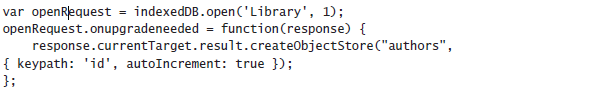 var openRequest = indexedDB.open('Library', 1);
openRequest.onupgradeneeded = function(response) {
    response.currentTarget.result.createObjectStore("authors",
{ keypath: 'id', autoIncrement: true });
};